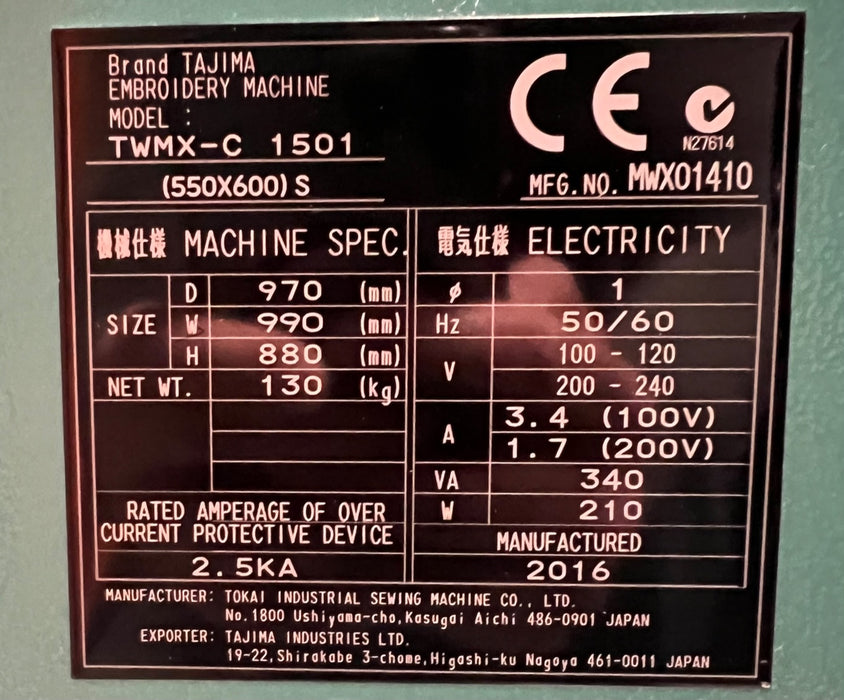 Brand TAJIMA
EMBROIDERY MACHINE
MODEL :
TWMX-C 1501
(550X600) S
CE
N27614
MFG.NO. MWX01410
機械仕様 MACHINE SPEC.
SIZE D 970 (mm)
W 990 (mm)
H 880 (mm)
NET WT. 130 (kg)
RATED AMPERAGE OF OVER
CURRENT PROTECTIVE DEVICE
2.5KA
電気仕様 ELECTRICITY
φ 1
Hz 50/60
V 100 - 120
200 - 240
A 3.4 (100V)
1.7 (200V)
VA 340
W 210
MANUFACTURED
2016
MANUFACTURER: TOKAI INDUSTRIAL SEWING MACHINE CO., LTD.
No.1800 Ushiyama-cho,Kasugai Aichi 486-0901 JAPAN
EXPORTER: TAJIMA INDUSTRIES LTD.
19-22,Shirakabe 3-chome,Higashi-ku Nagoya 461-0011 JAPAN